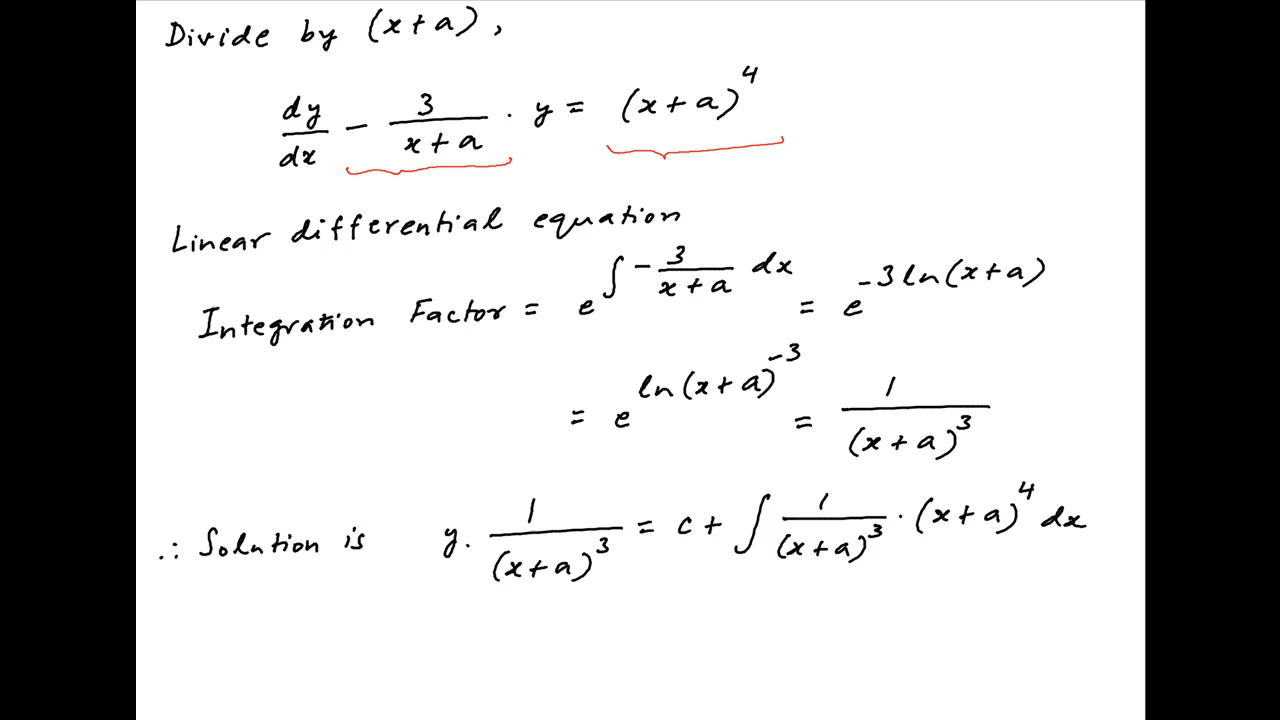 Divide by (x+a),
dy/dx − 3/(x+a) · y = (x+a)^4
Linear differential equation
Integration Factor = e^(∫ −3/(x+a) dx) = e^(−3 ln(x+a))
= e^(ln(x+a)^−3) = 1/(x+a)^3
∴ Solution is y. 1/(x+a)^3 = c + ∫ 1/(x+a)^3 · (x+a)^4 dx